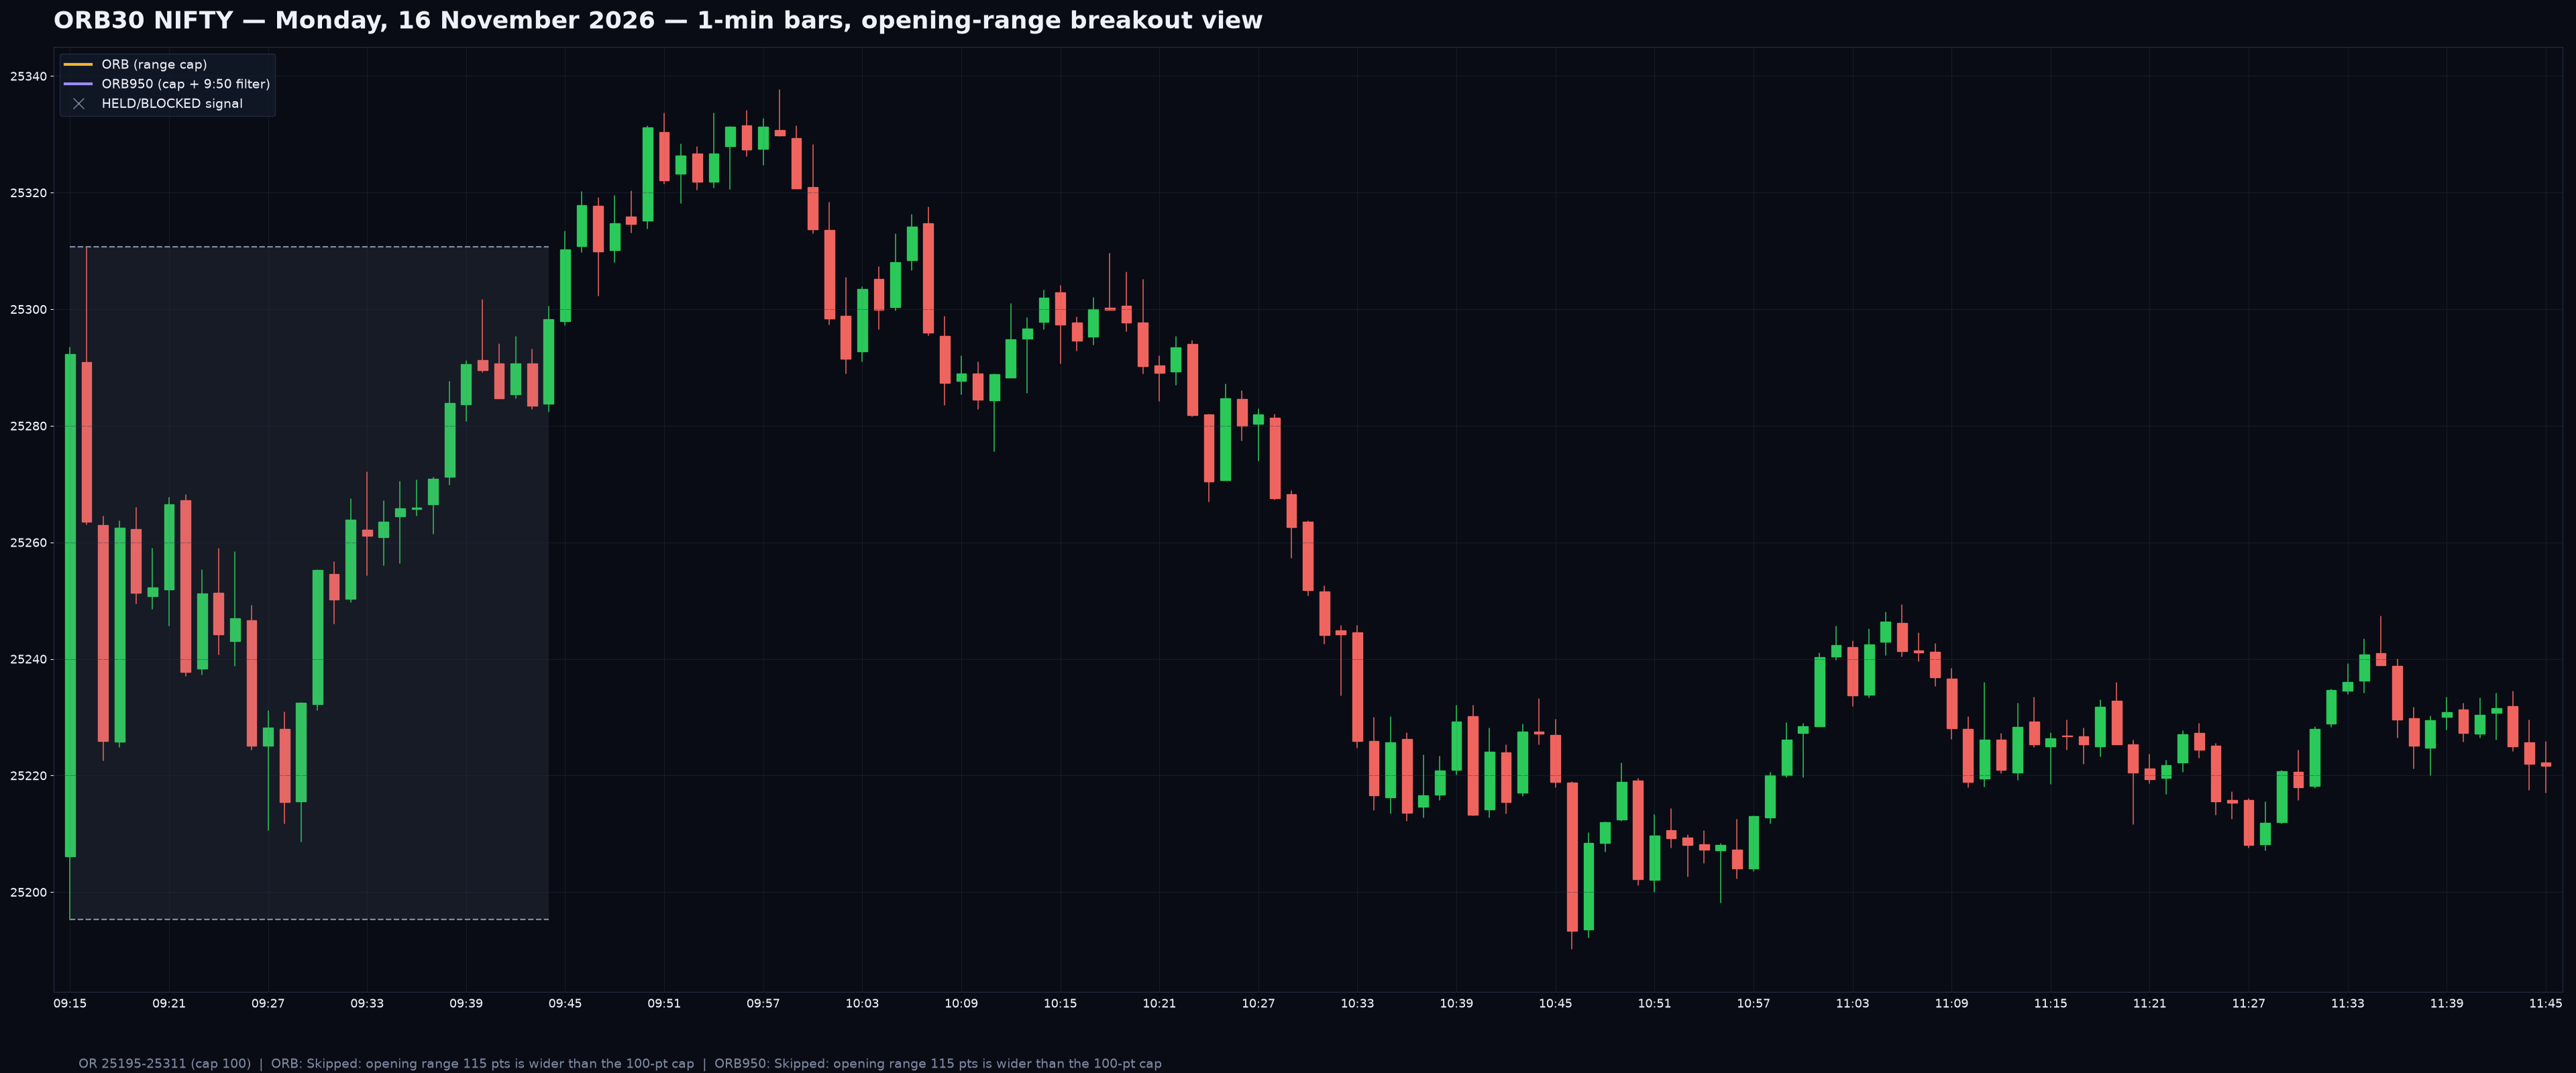 ORB30 NIFTY — Monday, 16 November 2026 — 1-min bars, opening-range breakout view
ORB (range cap)
ORB950 (cap + 9:50 filter)
HELD/BLOCKED signal
25340
25320
25300
25280
25260
25240
25220
25200
09:15 09:21 09:27 09:33 09:39 09:45 09:51 09:57 10:03 10:09 10:15 10:21 10:27 10:33 10:39 10:45 10:51 10:57 11:03 11:09 11:15 11:21 11:27 11:33 11:39 11:45
OR 25195-25311 (cap 100) | ORB: Skipped: opening range 115 pts is wider than the 100-pt cap | ORB950: Skipped: opening range 115 pts is wider than the 100-pt cap